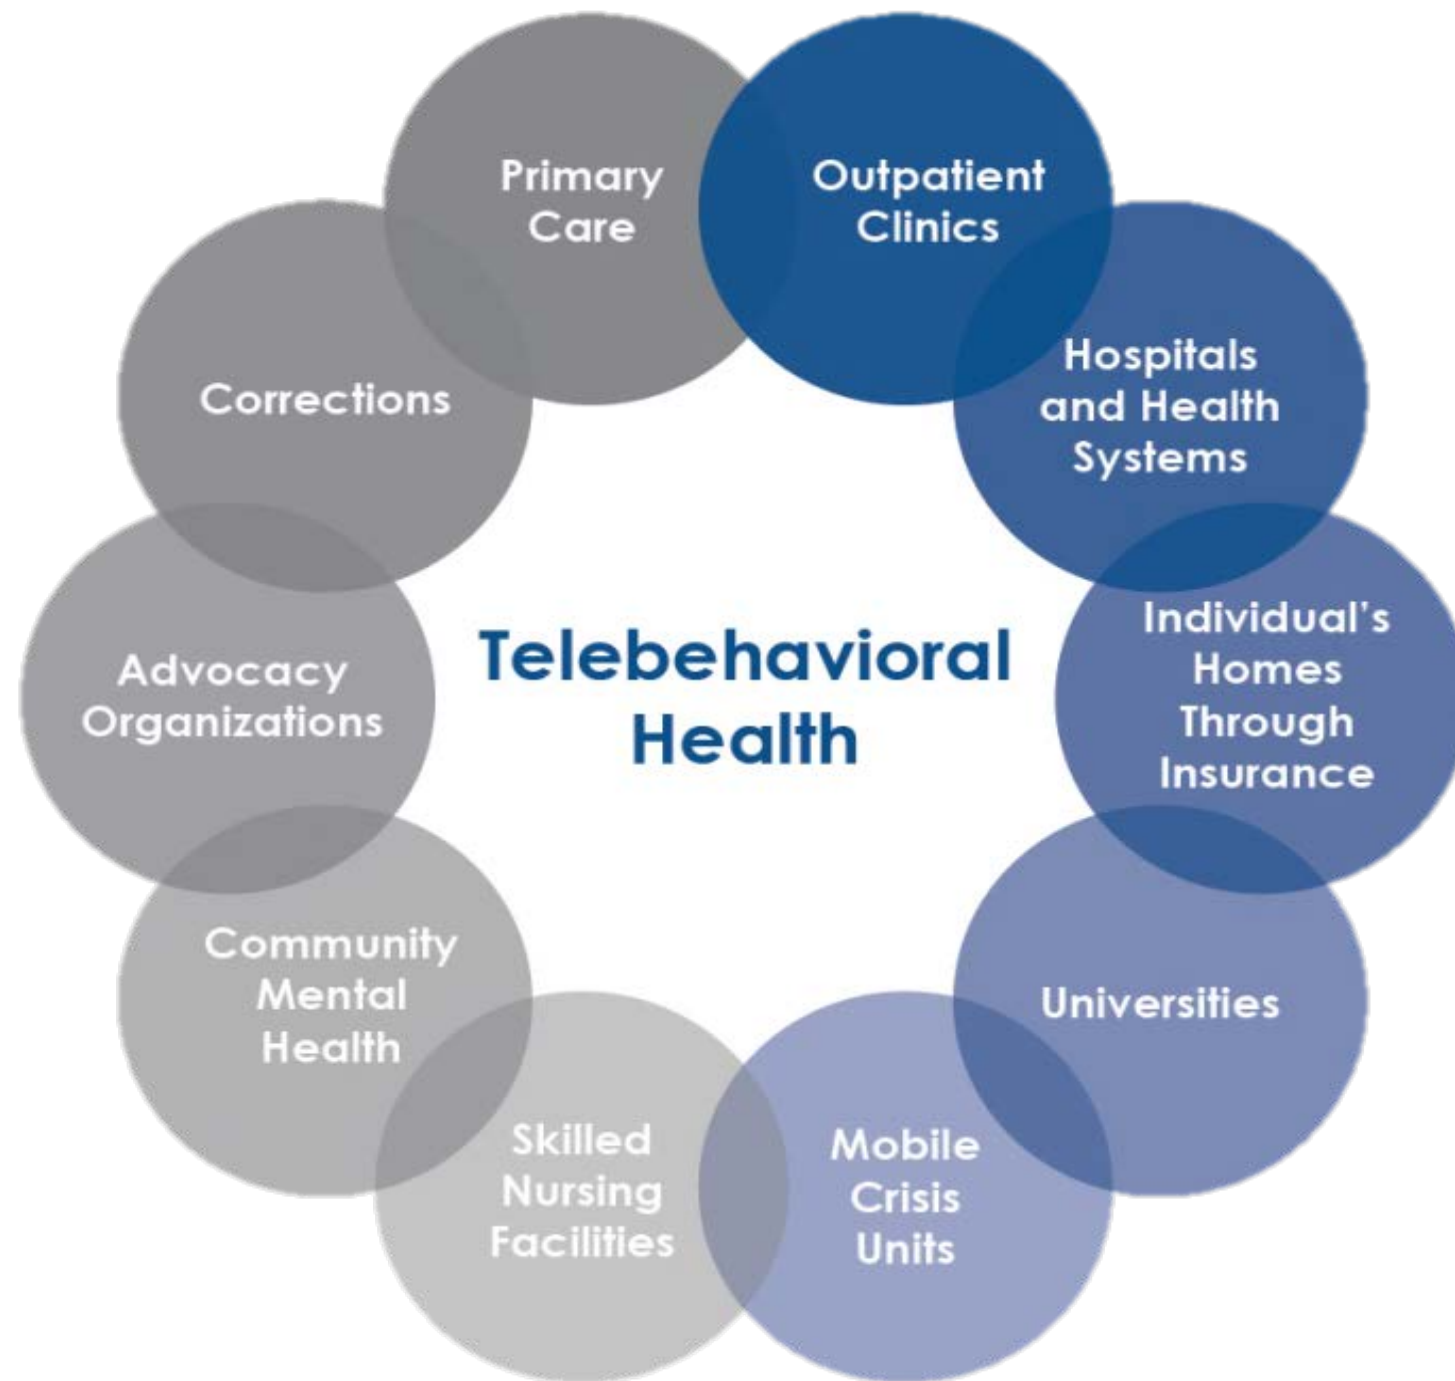 Primary
Care
Outpatient
Clinics
Hospitals
and Health
Systems
Individual's
Homes
Through
Insurance
Universities
Mobile
Crisis
Units
Skilled
Nursing
Facilities
Community
Mental
Health
Advocacy
Organizations
Corrections
Telebehavioral
Health